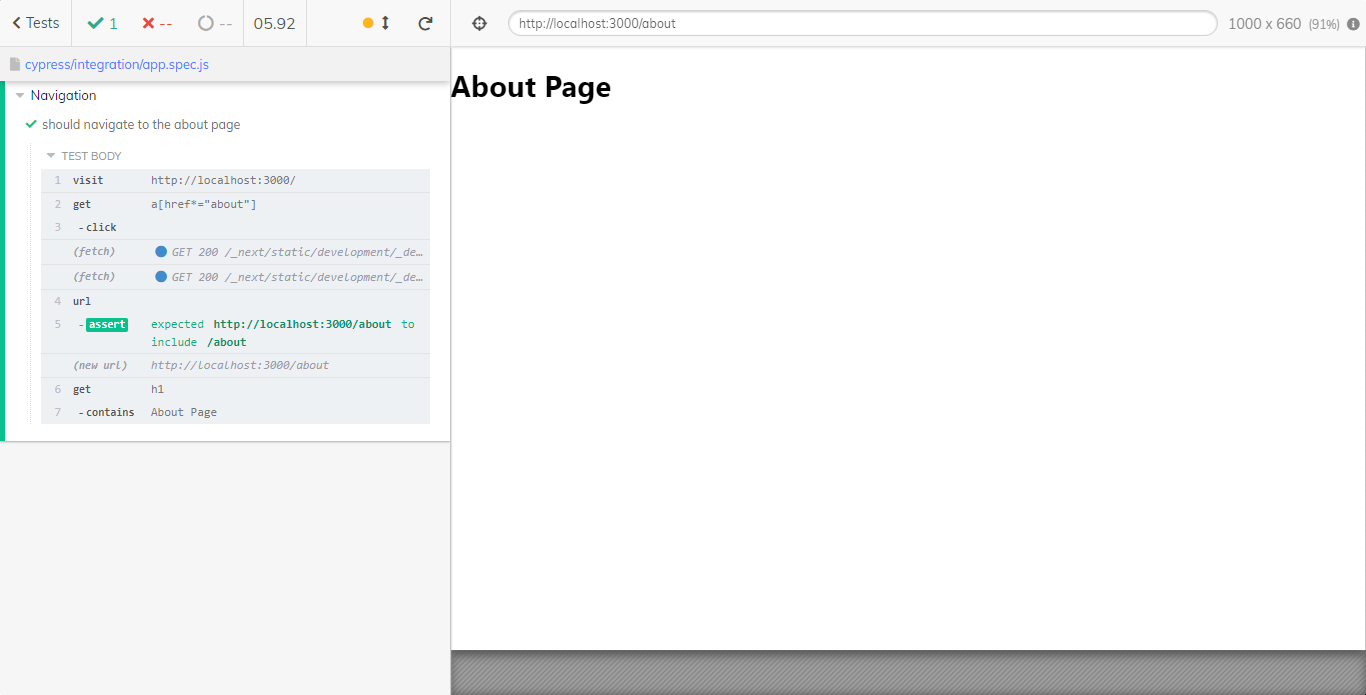 Tests 1 -- -- 05.92
http://localhost:3000/about 1000 x 660 (91%)
cypress/integration/app.spec.js
Navigation
should navigate to the about page
TEST BODY
1 visit http://localhost:3000/
2 get a[href*="about"]
3 -click
(fetch) GET 200 /_next/static/development/_de…
(fetch) GET 200 /_next/static/development/_de…
4 url
5 -assert expected http://localhost:3000/about to
include /about
(new url) http://localhost:3000/about
6 get h1
7 -contains About Page
About Page